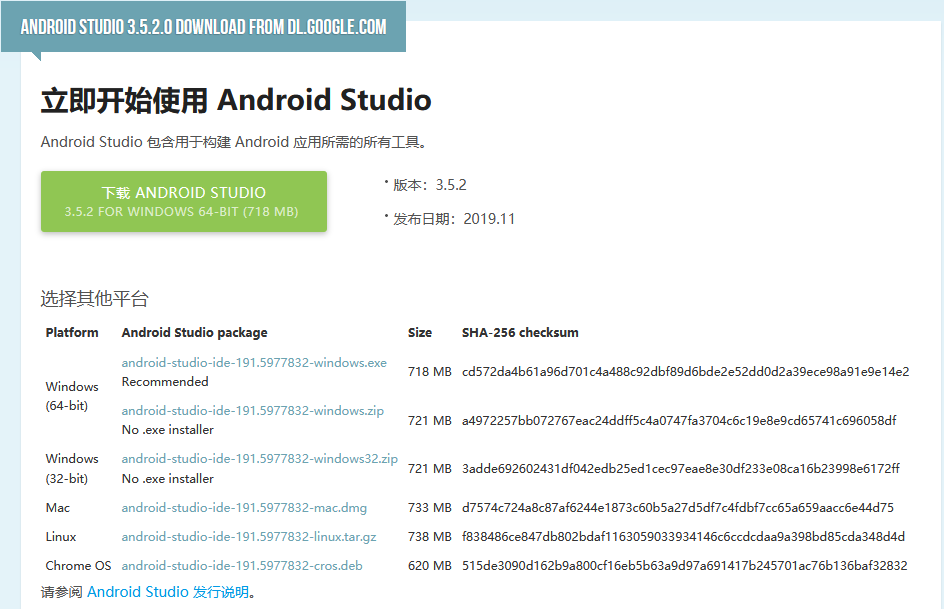 ANDROID STUDIO 3.5.2.0 DOWNLOAD FROM DL.GOOGLE.COM
立即开始使用 Android Studio
Android Studio 包含用于构建 Android 应用所需的所有工具。
下载 ANDROID STUDIO
3.5.2 FOR WINDOWS 64-BIT (718 MB)
· 版本：3.5.2
· 发布日期：2019.11
选择其他平台
Platform Android Studio package Size SHA-256 checksum
Windows (64-bit)
android-studio-ide-191.5977832-windows.exe
Recommended
718 MB cd572da4b61a96d701c4a488c92dbf89d6bde2e52dd0d2a39ece98a91e9e14e2
android-studio-ide-191.5977832-windows.zip
No .exe installer
721 MB a4972257bb072767eac24ddff5c4a0747fa3704c6c19e8e9cd65741c696058df
Windows (32-bit)
android-studio-ide-191.5977832-windows32.zip
No .exe installer
721 MB 3adde692602431df042edb25ed1cec97eae8e30df233e08ca16b23998e6172ff
Mac android-studio-ide-191.5977832-mac.dmg 733 MB d7574c724a8c87af6244e1873c60b5a27d5df7c4fdbf7cc65a659aacc6e44d75
Linux android-studio-ide-191.5977832-linux.tar.gz 738 MB f838486ce847db802bdaf1163059033934146c6ccdcdaa9a398bd85cda348d4d
Chrome OS android-studio-ide-191.5977832-cros.deb 620 MB 515de3090d162b9a800cf16eb5b63a9d97a691417b245701ac76b136baf32832
请参阅 Android Studio 发行说明。